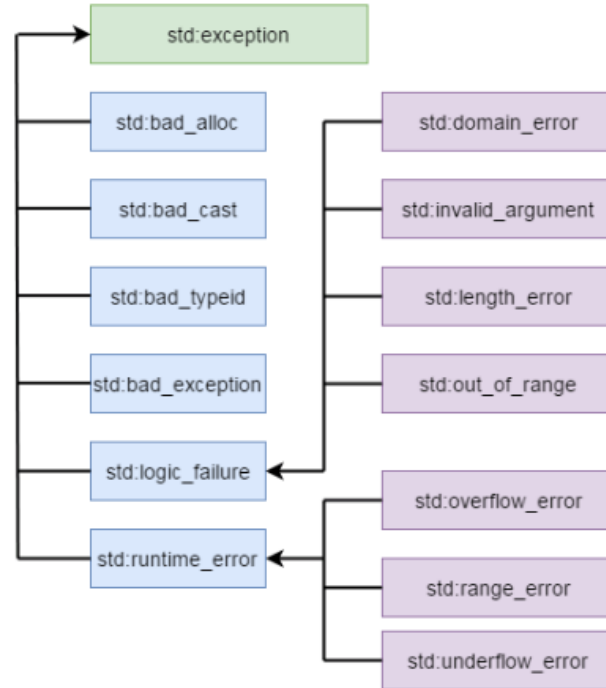 std:exception
std:bad_alloc
std:bad_cast
std:bad_typeid
std:bad_exception
std:logic_failure
std:runtime_error
std:domain_error
std:invalid_argument
std:length_error
std:out_of_range
std:overflow_error
std:range_error
std:underflow_error